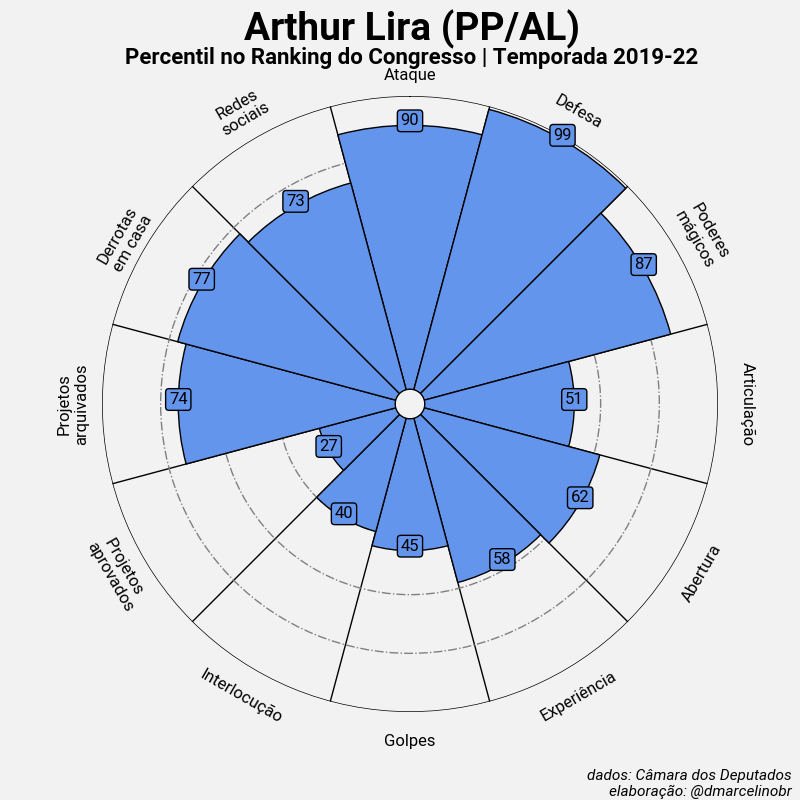 Arthur Lira (PP/AL)
Percentil no Ranking do Congresso | Temporada 2019-22
Ataque
90
Defesa
99
Poderes
mágicos
87
Articulação
51
Abertura
62
Experiência
58
Golpes
45
Interlocução
40
Projetos
aprovados
27
Projetos
arquivados
74
Derrotas
em casa
77
Redes
sociais
73
dados: Câmara dos Deputados
elaboração: @dmarcelinobr